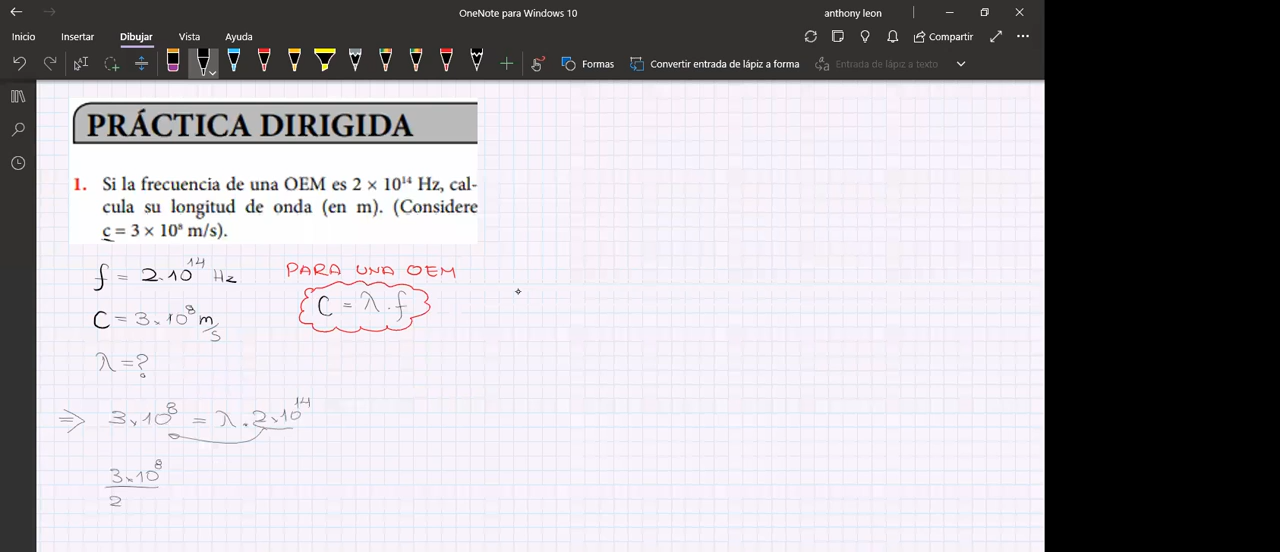 OneNote para Windows 10
anthony leon
Inicio Insertar Dibujar Vista Ayuda
Compartir
Formas
Convertir entrada de lápiz a forma
Entrada de lápiz a texto
PRÁCTICA DIRIGIDA
1. Si la frecuencia de una OEM es 2 × 10¹⁴ Hz, cal-
cula su longitud de onda (en m). (Considere
c = 3 × 10⁸ m/s).
f = 2.10¹⁴ Hz
PARA UNA OEM
C = λ . f
C = 3×10⁸ m/s
λ = ?
⇒ 3×10⁸ = λ . 2×10¹⁴
3×10⁸
2